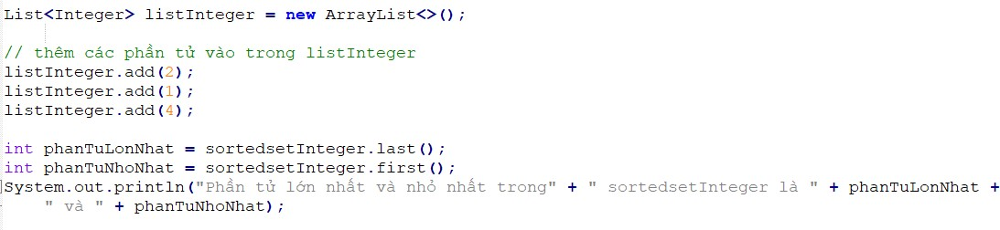 List<Integer> listInteger = new ArrayList<>();
// thêm các phần tử vào trong listInteger
listInteger.add(2);
listInteger.add(1);
listInteger.add(4);
int phanTuLonNhat = sortedsetInteger.last();
int phanTuNhoNhat = sortedsetInteger.first();
System.out.println("Phần tử lớn nhất và nhỏ nhất trong" + " sortedsetInteger là " + phanTuLonNhat +
" và " + phanTuNhoNhat);